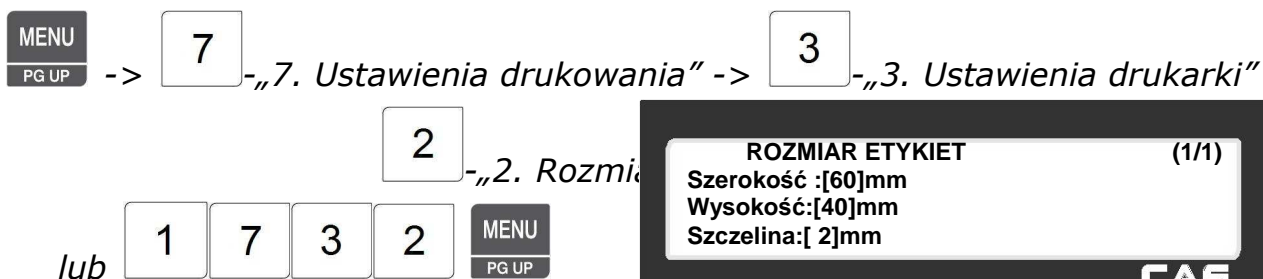 MENU
PG UP -> 7 -„7. Ustawienia drukowania” -> 3 -„3. Ustawienia drukarki”
2 -„2.
ROZMIAR ETYKIET (1/1)
Szerokość :[60]mm
Wysokość:[40]mm
Szczelina:[ 2]mm
lub 1 7 3 2 MENU
PG UP